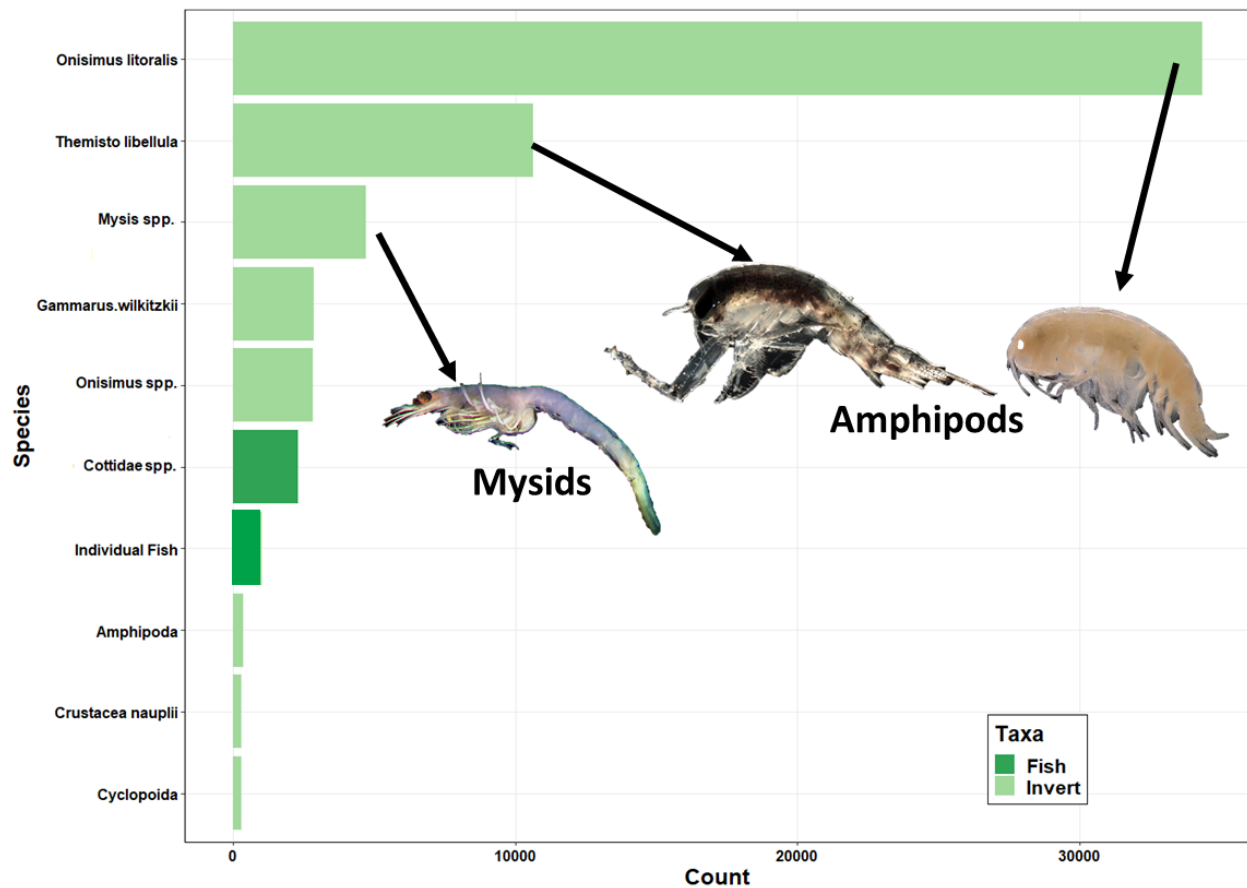 Onisimus litoralis
Themisto libellula
Mysis spp.
Gammarus.wilkitzkii
Onisimus spp.
Cottidae spp.
Individual Fish
Amphipoda
Crustacea nauplii
Cyclopoida
Species
Mysids
Amphipods
Taxa
Fish
Invert
0 10000 20000 30000
Count